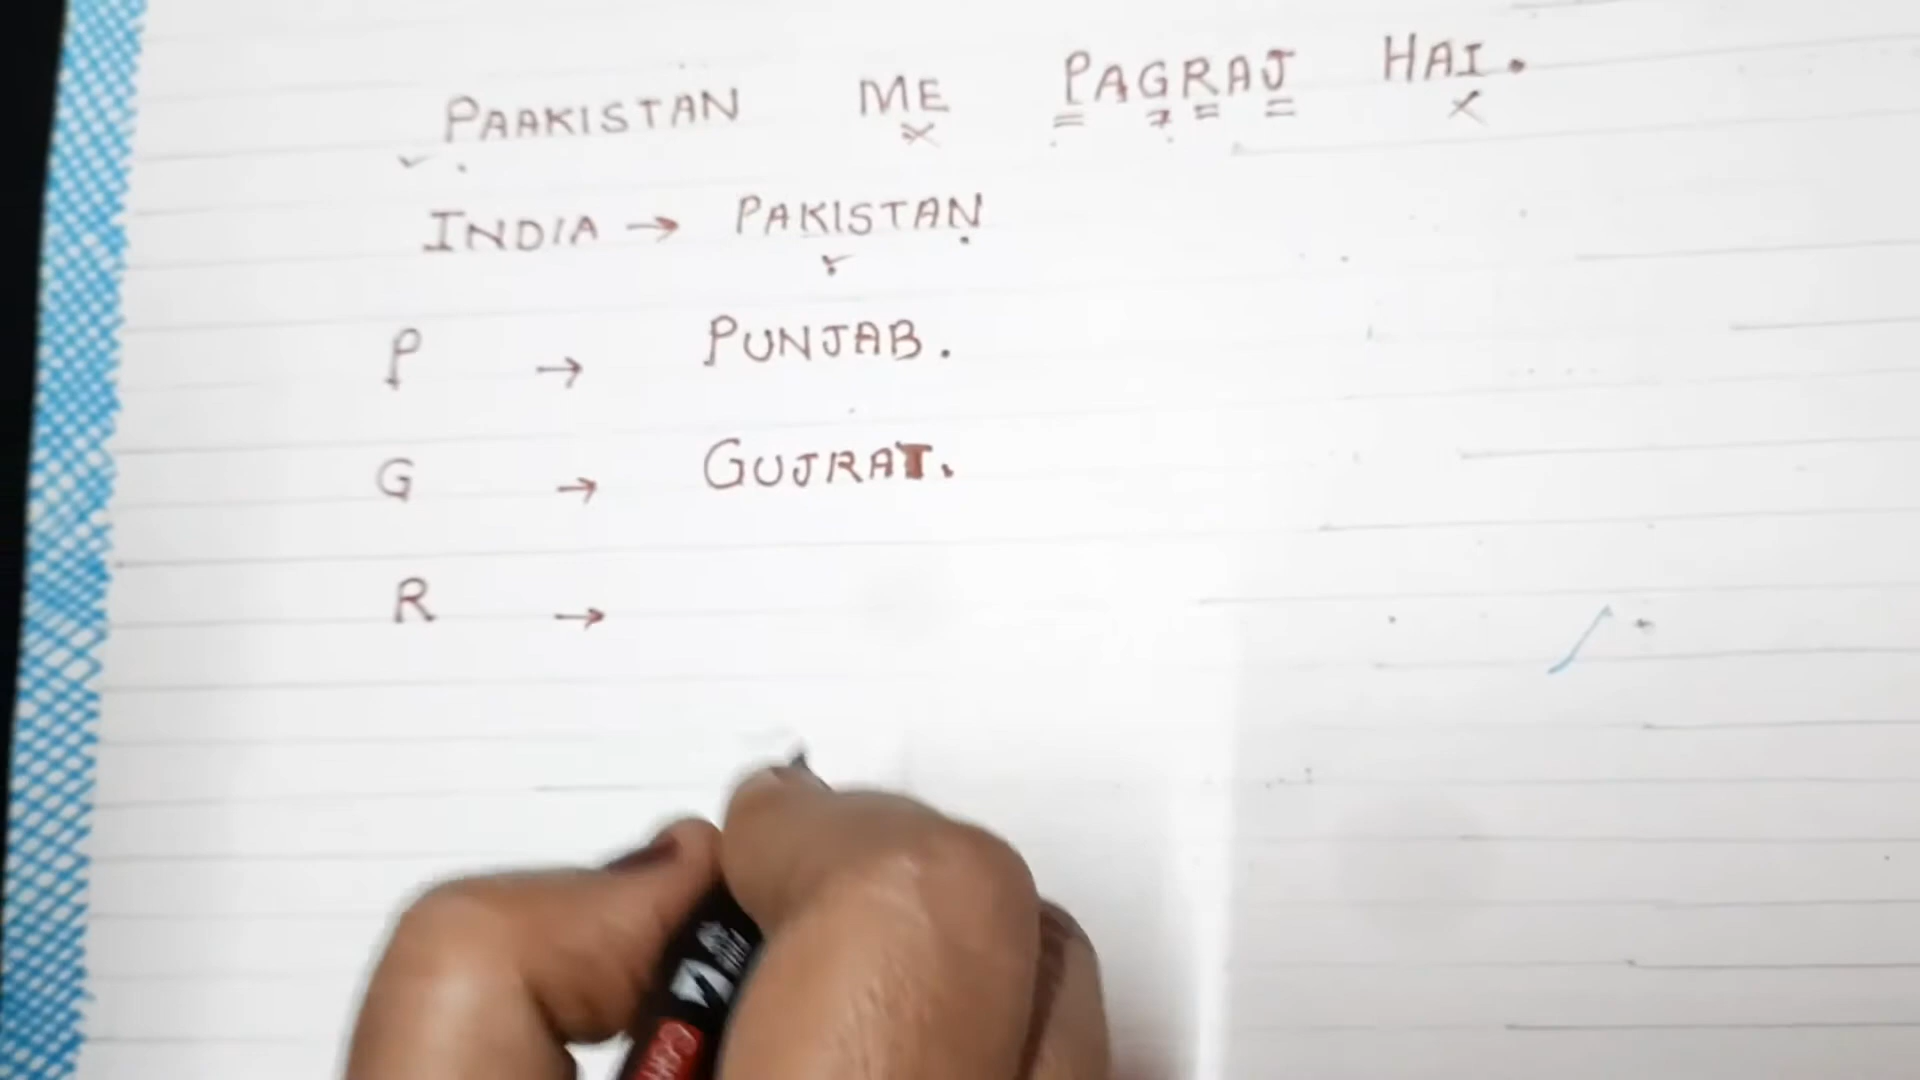 PAAKISTAN ME PAGRAJ HAI.
INDIA → PAKISTAN
P → PUNJAB.
G → GUJRAT.
R →